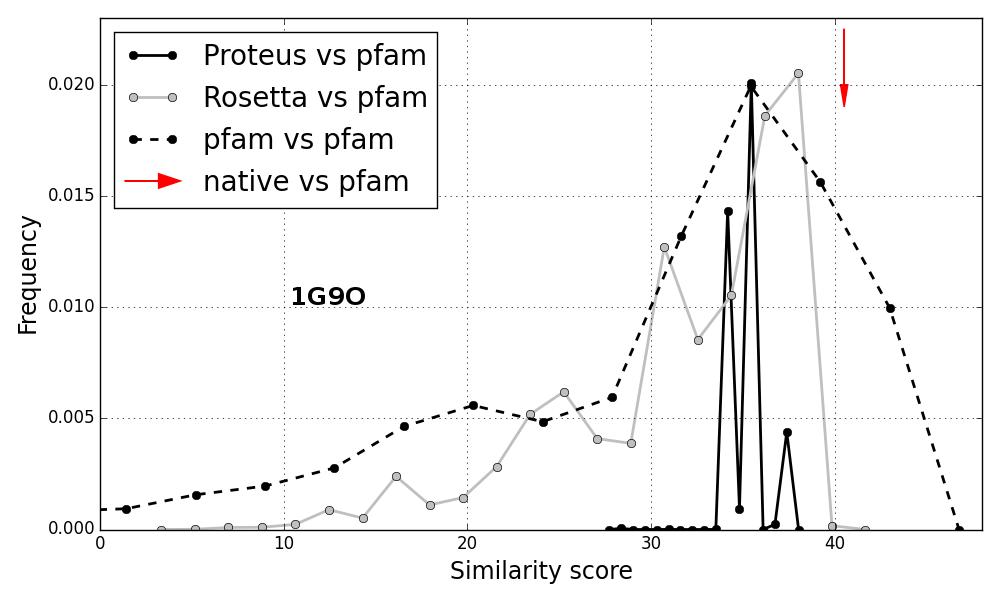 Proteus vs pfam
Rosetta vs pfam
pfam vs pfam
native vs pfam
1G9O
Frequency
0.020
0.015
0.010
0.005
0.000
0 10 20 30 40
Similarity score